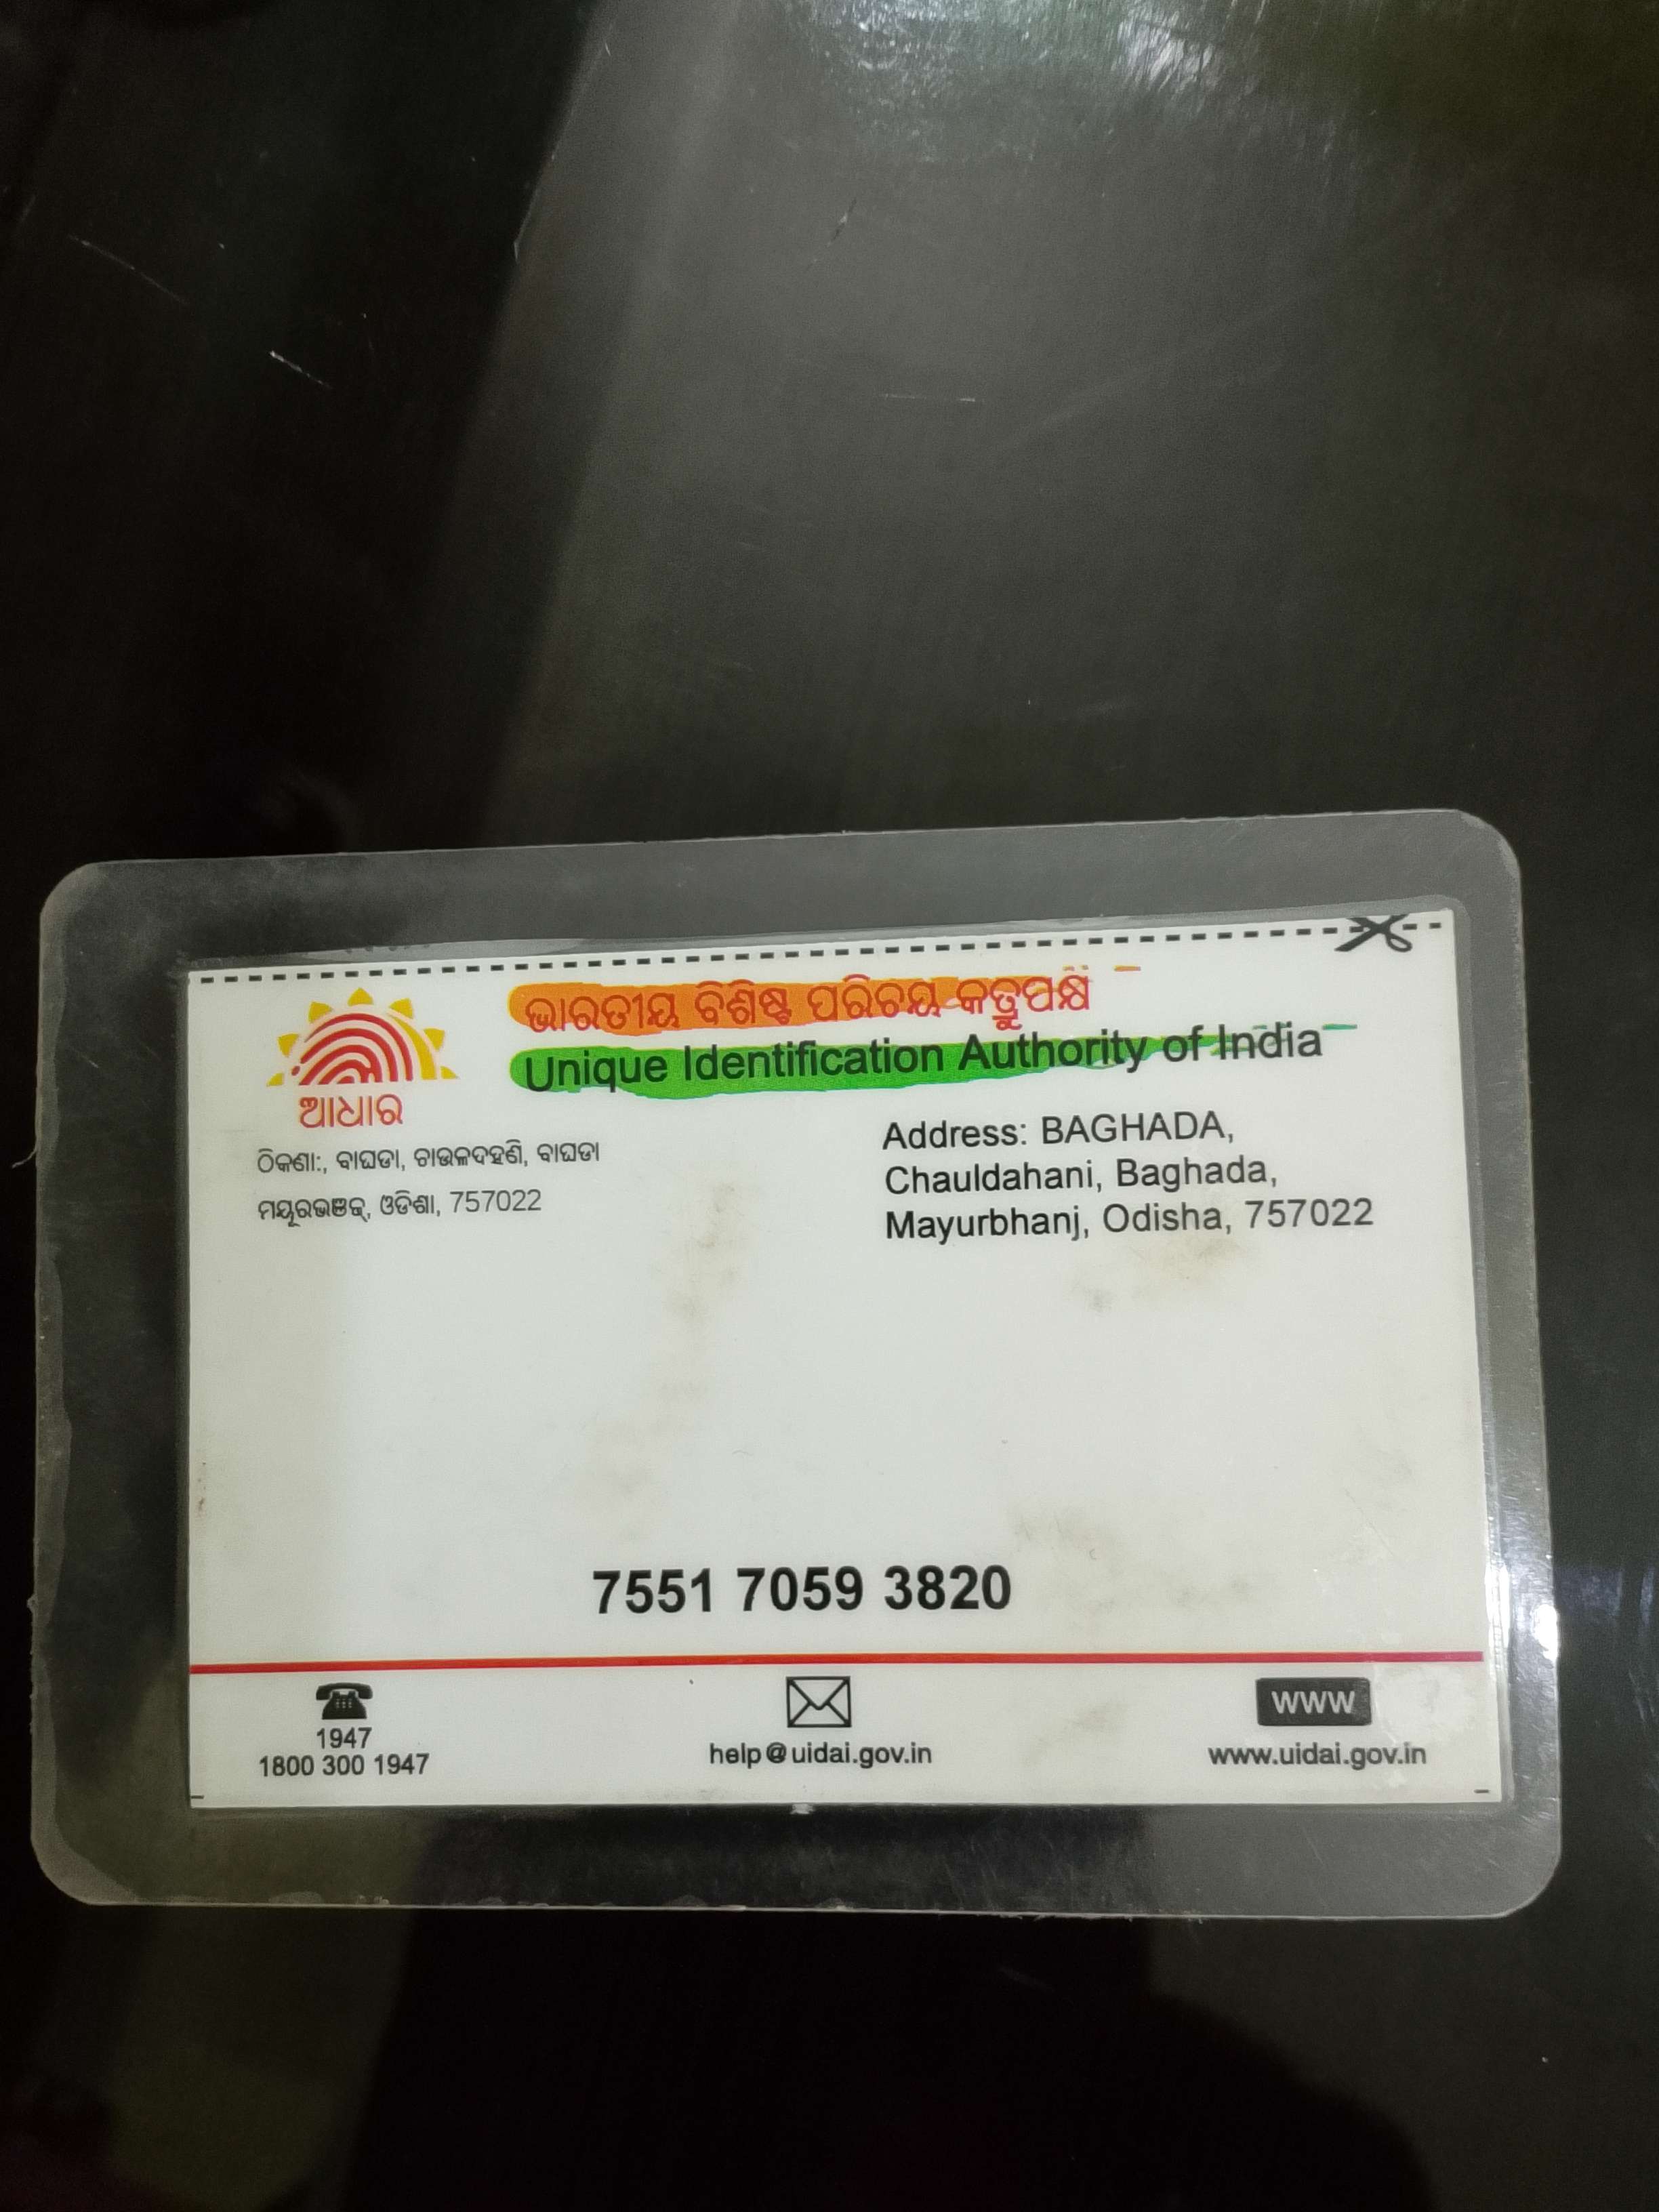 ଭାରତୀୟ ବିଶିଷ୍ଟ ପରିଚୟ କର୍ତ୍ତୃପକ୍ଷ
Unique Identification Authority of India
ଆଧାର
ଠିକଣା:, ବାଘଡା, ଚାଉଳଦହଣି, ବାଘଡା
ମୟୂରଭଞ୍ଜ୍, ଓଡିଶା, 757022
Address: BAGHADA,
Chauldahani, Baghada,
Mayurbhanj, Odisha, 757022
7551 7059 3820
1947
1800 300 1947
help@uidai.gov.in
WWW
www.uidai.gov.in